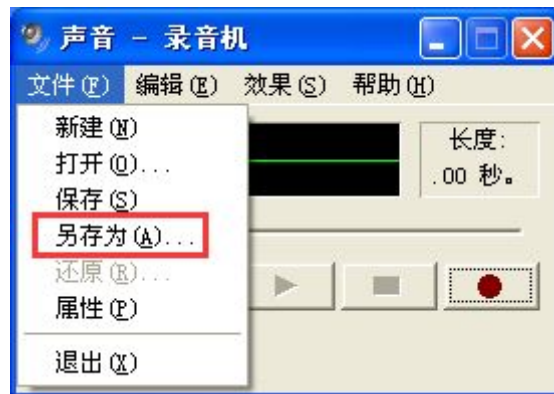 声音 - 录音机
文件(F) 编辑(E) 效果(S) 帮助(H)
新建(N)
打开(O)...
保存(S)
另存为(A)...
还原(R)...
属性(P)
退出(X)
长度:
.00 秒。